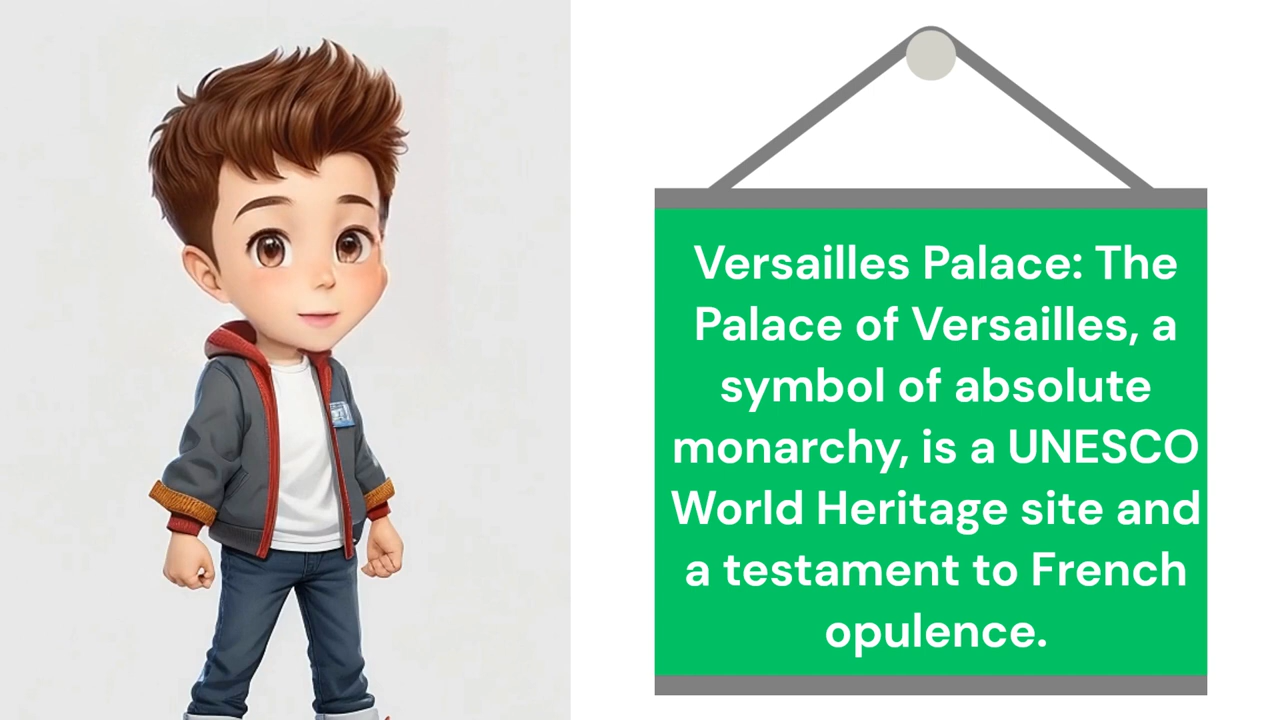 Versailles Palace: The
Palace of Versailles, a
symbol of absolute
monarchy, is a UNESCO
World Heritage site and
a testament to French
opulence.